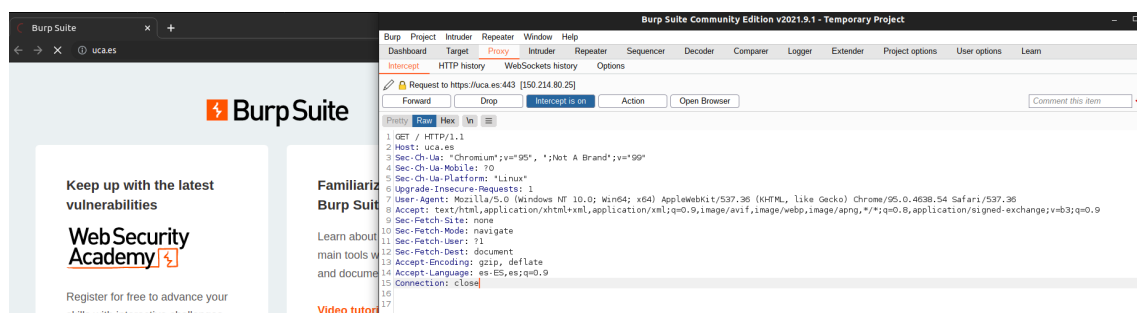 Burp Suite
uca.es
Burp Suite
Keep up with the latest
vulnerabilities
WebSecurity
Academy
Register for free to advance your
Familiariz
Burp Suit
Learn about
main tools w
and docume
Video tutori
Burp Suite Community Edition v2021.9.1 - Temporary Project
Burp Project Intruder Repeater Window Help
Dashboard Target Proxy Intruder Repeater Sequencer Decoder Comparer Logger Extender Project options User options Learn
Intercept HTTP history WebSockets history Options
Request to https://uca.es:443 [150.214.80.25]
Forward Drop Intercept is on Action Open Browser Comment this item
Pretty Raw Hex \n
1 GET / HTTP/1.1
2 Host: uca.es
3 Sec-Ch-Ua: "Chromium";v="95", ";Not A Brand";v="99"
4 Sec-Ch-Ua-Mobile: ?0
5 Sec-Ch-Ua-Platform: "Linux"
6 Upgrade-Insecure-Requests: 1
7 User-Agent: Mozilla/5.0 (Windows NT 10.0; Win64; x64) AppleWebKit/537.36 (KHTML, like Gecko) Chrome/95.0.4638.54 Safari/537.36
8 Accept: text/html,application/xhtml+xml,application/xml;q=0.9,image/avif,image/webp,image/apng,*/*;q=0.8,application/signed-exchange;v=b3;q=0.9
9 Sec-Fetch-Site: none
10 Sec-Fetch-Mode: navigate
11 Sec-Fetch-User: ?1
12 Sec-Fetch-Dest: document
13 Accept-Encoding: gzip, deflate
14 Accept-Language: es-ES,es;q=0.9
15 Connection: close
16
17